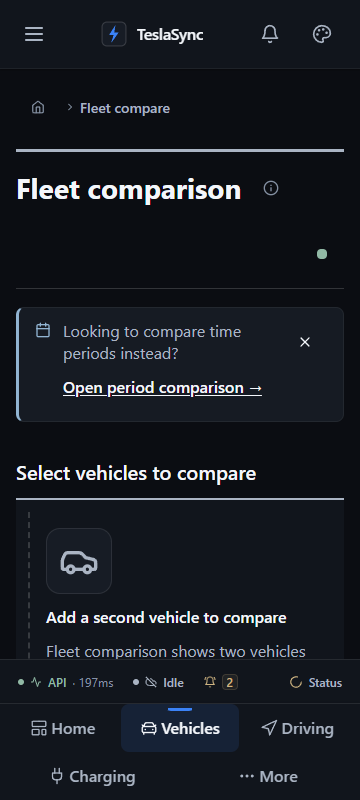 TeslaSync
Fleet compare
Fleet comparison
Looking to compare time
periods instead?
Open period comparison →
Select vehicles to compare
Add a second vehicle to compare
Fleet comparison shows two vehicles
API · 197ms
Idle
2
Status
Home
Vehicles
Driving
Charging
More